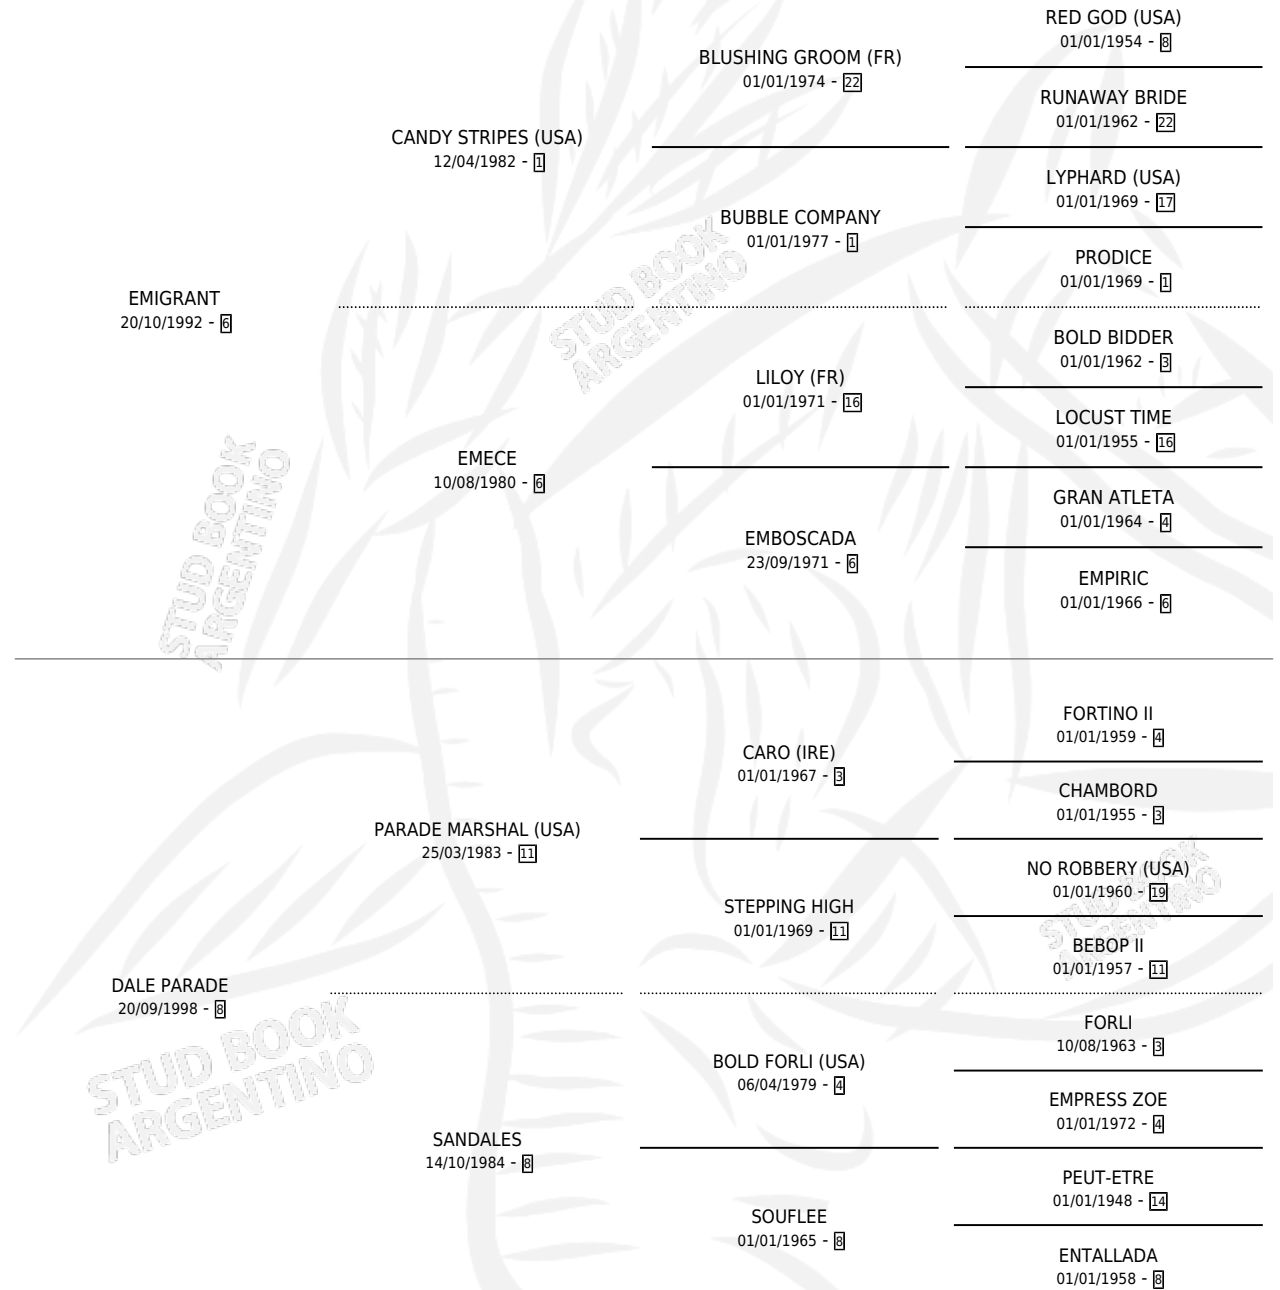 RED GOD (USA)
01/01/1954 - 8
BLUSHING GROOM (FR)
01/01/1974 - 22
RUNAWAY BRIDE
01/01/1962 - 22
CANDY STRIPES (USA)
12/04/1982 - 1
LYPHARD (USA)
01/01/1969 - 17
BUBBLE COMPANY
01/01/1977 - 1
PRODICE
01/01/1969 - 1
EMIGRANT
20/10/1992 - 6
STUD BOOK
ARGENTINO
BOLD BIDDER
01/01/1962 - 3
LILOY (FR)
01/01/1971 - 16
LOCUST TIME
01/01/1955 - 16
EMECE
10/08/1980 - 6
GRAN ATLETA
01/01/1964 - 4
EMBOSCADA
23/09/1971 - 6
EMPIRIC
01/01/1966 - 6
STUD BOOK
ARGENTINO
FORTINO II
01/01/1959 - 4
CARO (IRE)
01/01/1967 - 3
CHAMBORD
01/01/1955 - 3
PARADE MARSHAL (USA)
25/03/1983 - 11
NO ROBBERY (USA)
01/01/1960 - 19
STUD BOOK
ARGENTINO
STEPPING HIGH
01/01/1969 - 11
BEBOP II
01/01/1957 - 11
DALE PARADE
20/09/1998 - 8
STUD BOOK
ARGENTINO
FORLI
10/08/1963 - 3
BOLD FORLI (USA)
06/04/1979 - 4
EMPRESS ZOE
01/01/1972 - 4
SANDALES
14/10/1984 - 8
PEUT-ETRE
01/01/1948 - 14
SOUFLEE
01/01/1965 - 8
ENTALLADA
01/01/1958 - 8